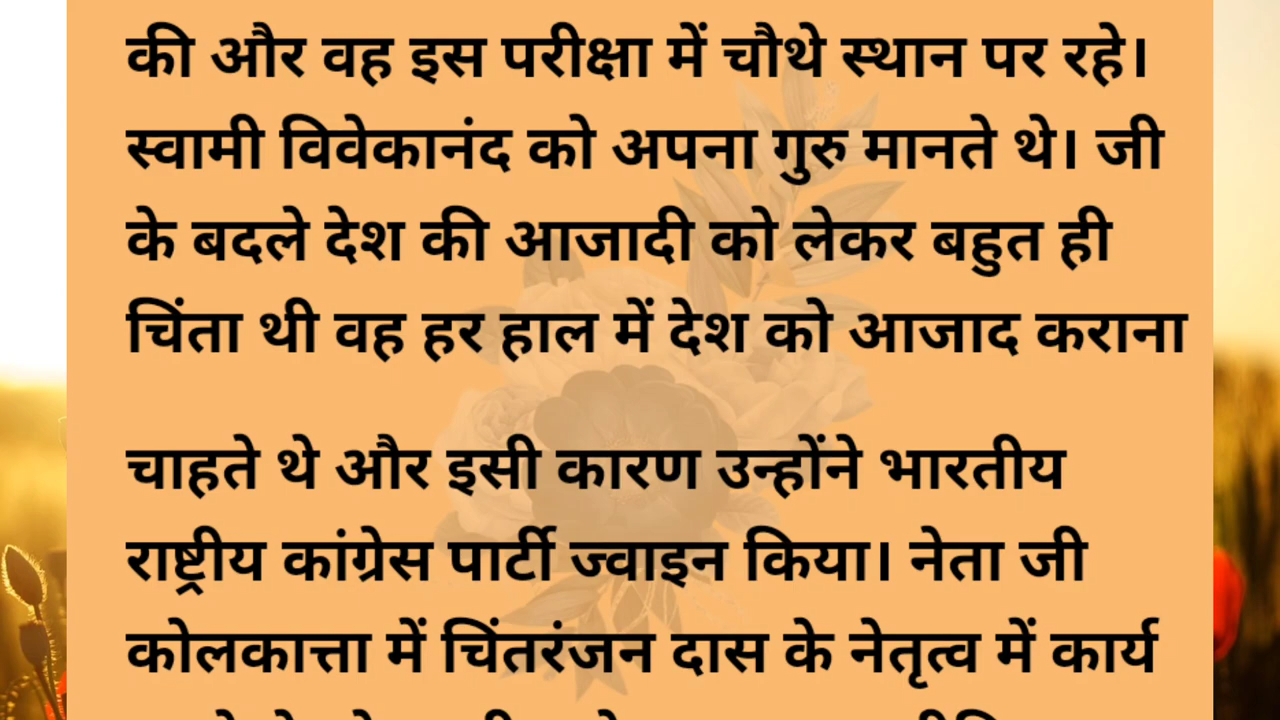 की और वह इस परीक्षा में चौथे स्थान पर रहे।
स्वामी विवेकानंद को अपना गुरु मानते थे। जी
के बदले देश की आजादी को लेकर बहुत ही
चिंता थी वह हर हाल में देश को आजाद कराना
चाहते थे और इसी कारण उन्होंने भारतीय
राष्ट्रीय कांग्रेस पार्टी ज्वाइन किया। नेता जी
कोलकात्ता में चिंतरंजन दास के नेतृत्व में कार्य